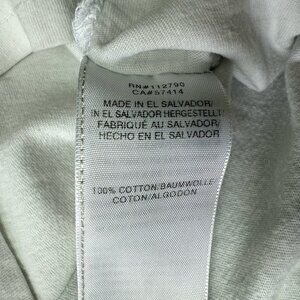 RN#112790
CA#57414
MADE IN EL SALVADOR/
IN EL SALVADOR HERGESTELLT/
FABRIQUÉ AU SALVADOR/
HECHO EN EL SALVADOR
100% COTTON/BAUMWOLLE
COTON/ALGODON